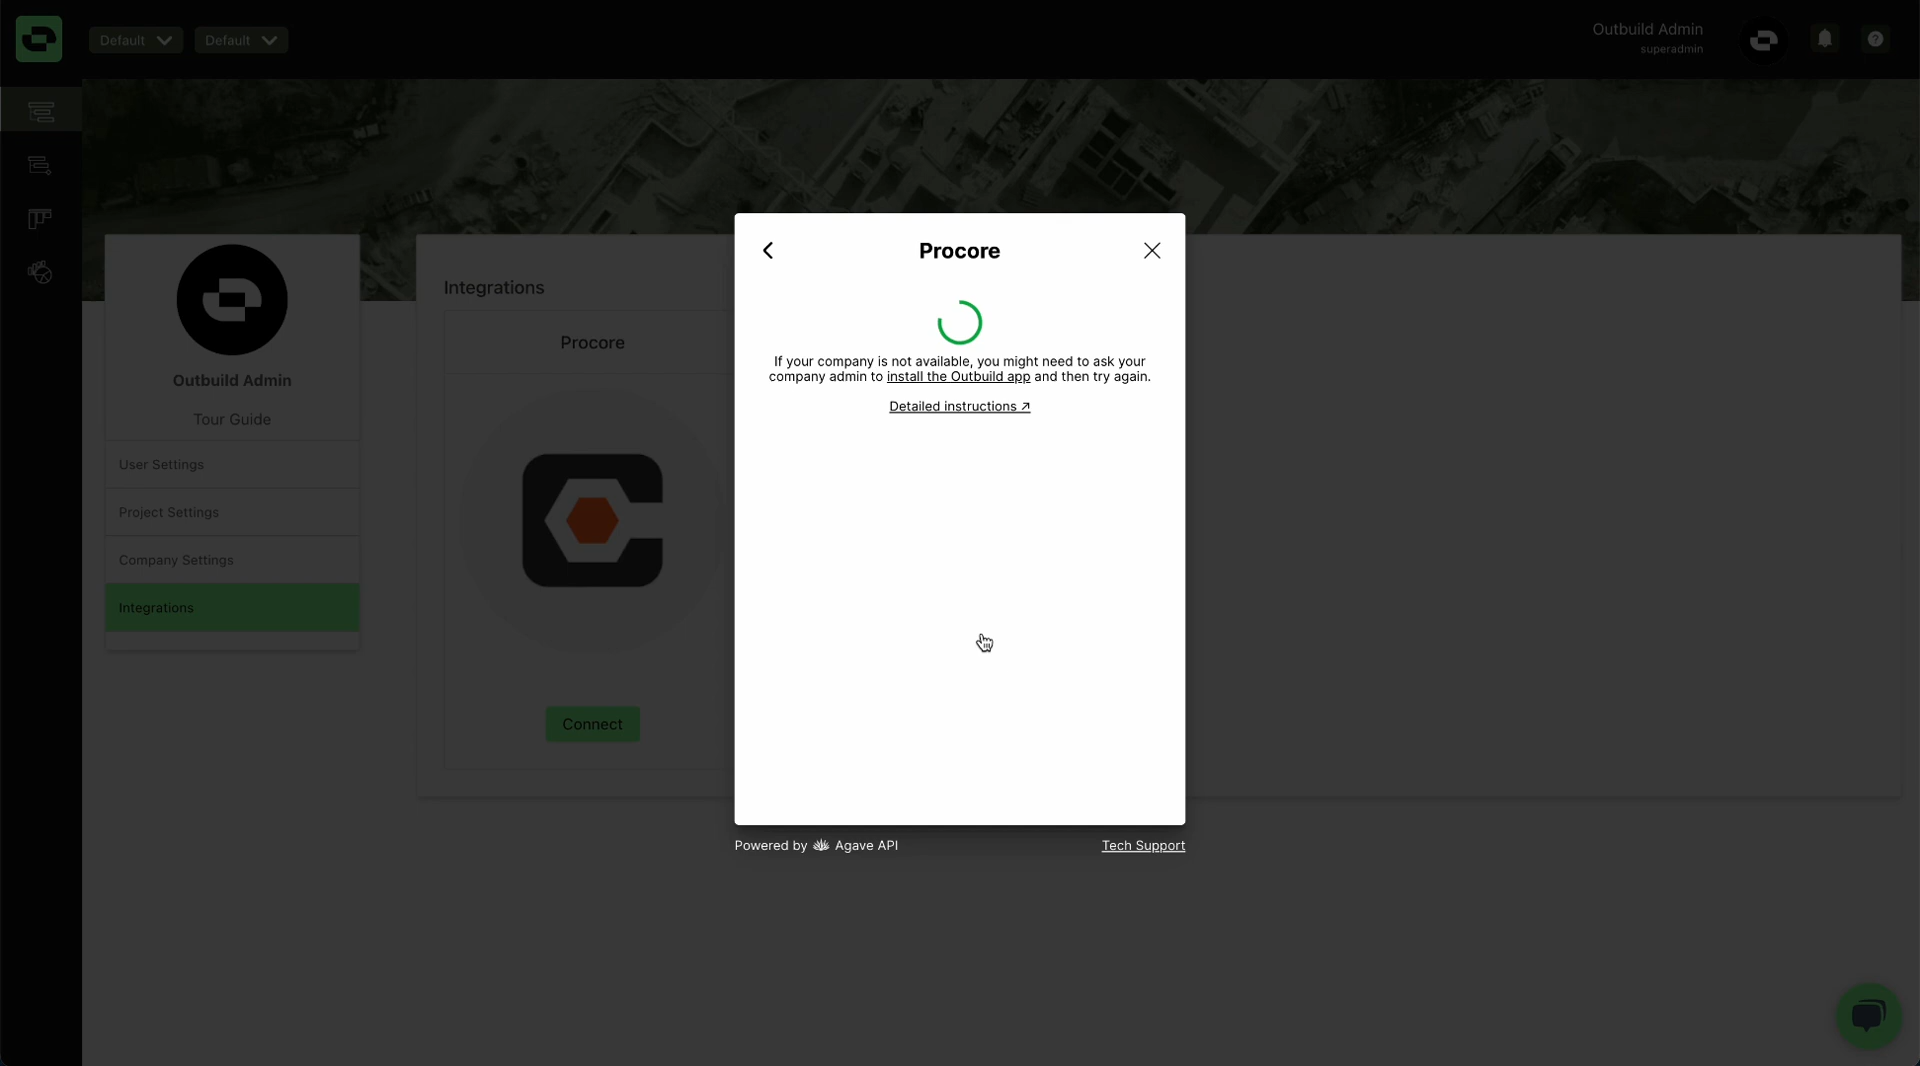 Default
Default
Outbuild Admin
superadmin
?
Procore
If your company is not available, you might need to ask your
company admin to install the Outbuild app and then try again.
Detailed instructions ↗
Powered by Agave API
Tech Support
Outbuild Admin
Tour Guide
User Settings
Project Settings
Company Settings
Integrations
Integrations
Procore
Connect